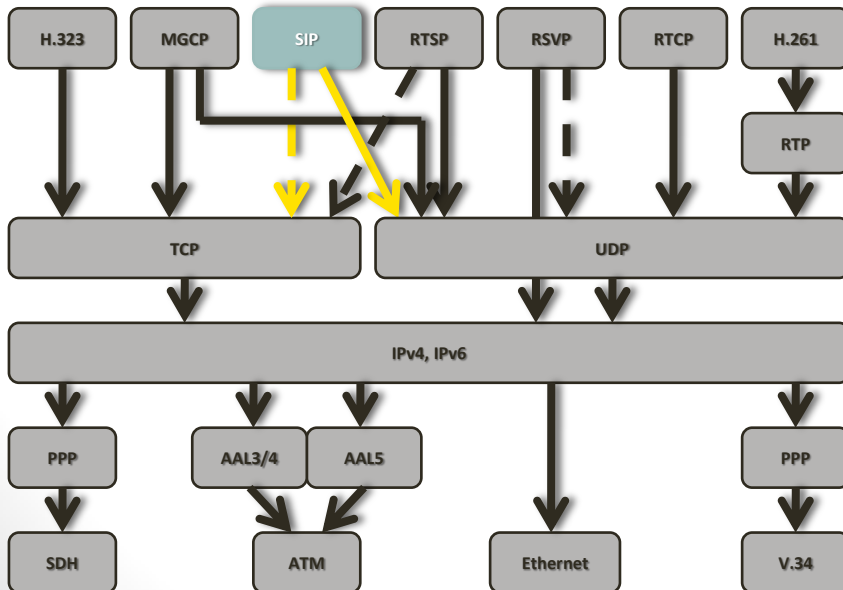 H.323
MGCP
SIP
RTSP
RSVP
RTCP
H.261
RTP
TCP
UDP
IPv4, IPv6
PPP
AAL3/4
AAL5
PPP
SDH
ATM
Ethernet
V.34